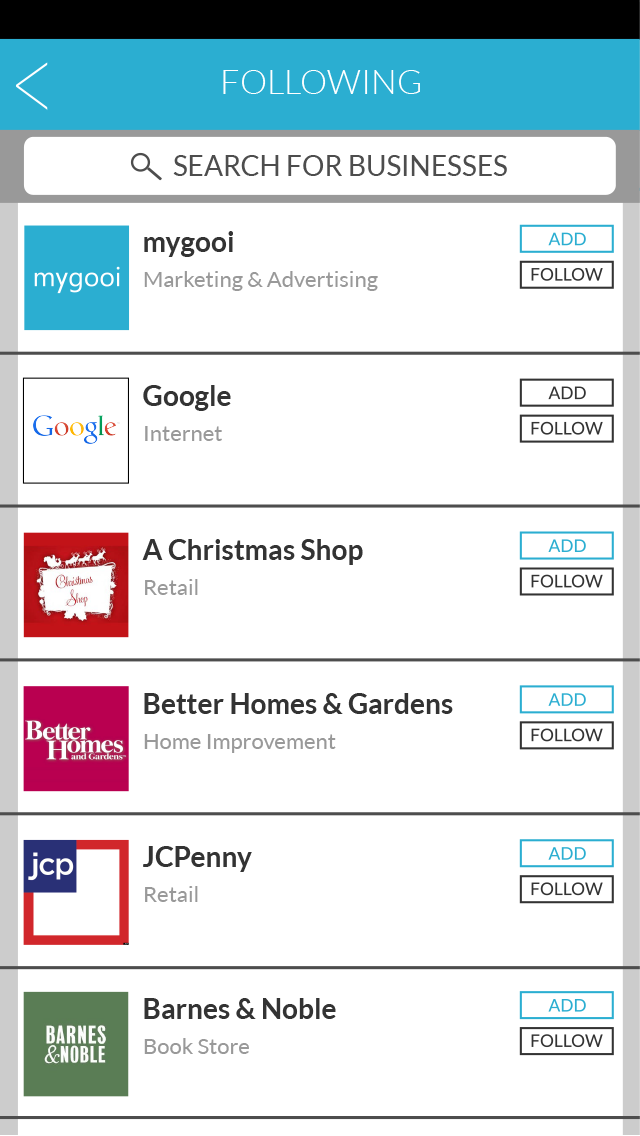 FOLLOWING
SEARCH FOR BUSINESSES
mygooi
mygooi
Marketing & Advertising
ADD
FOLLOW
Google
Google
Internet
ADD
FOLLOW
Christmas
Shop
A Christmas Shop
Retail
ADD
FOLLOW
Better
Homes
and Gardens
Better Homes & Gardens
Home Improvement
ADD
FOLLOW
jcp
JCPenny
Retail
ADD
FOLLOW
BARNES
&NOBLE
Barnes & Noble
Book Store
ADD
FOLLOW